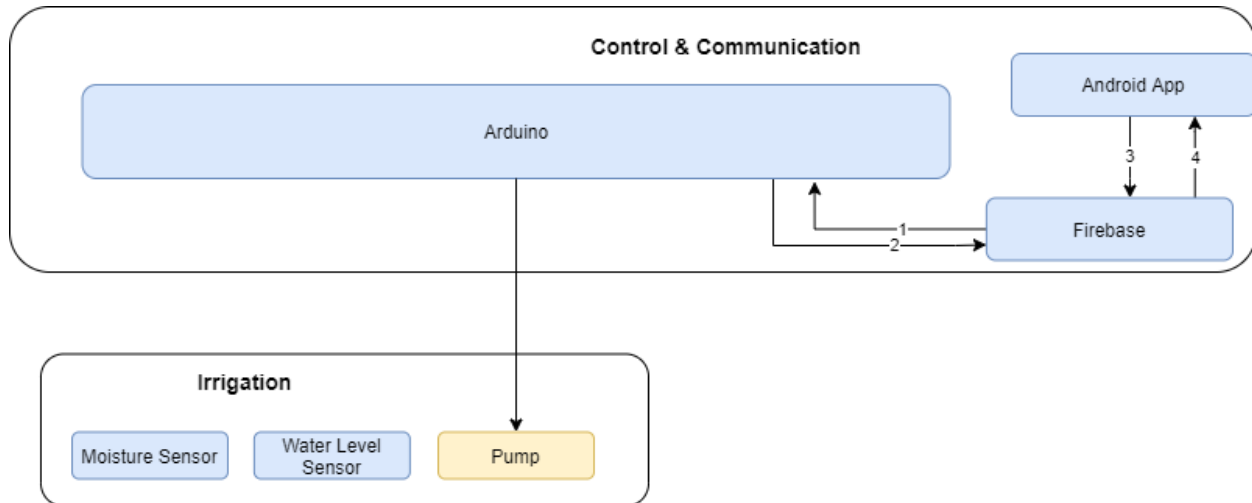 Control & Communication
Android App
Arduino
3
4
1
2
Firebase
Irrigation
Moisture Sensor
Water Level
Sensor
Pump